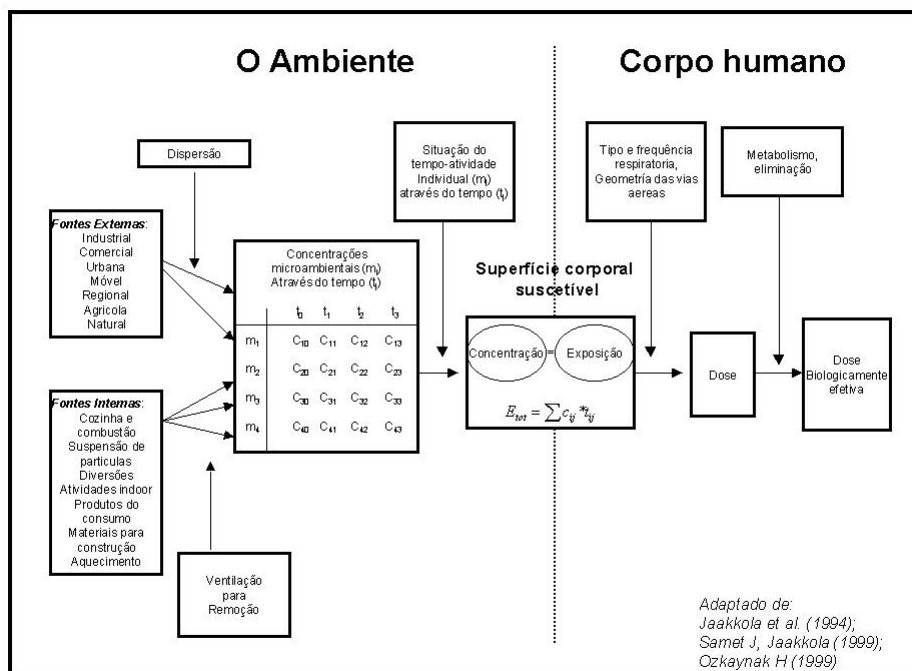 O Ambiente
Corpo humano
Dispersão
Situação do
tempo-atividade
Individual (mᵢ)
através do tempo (tⱼ)
Tipo e frequência
respiratoria,
Geometría das vias
aereas
Metabolismo,
eliminação
Fontes Externas:
Industrial
Comercial
Urbana
Móvel
Regional
Agricola
Natural
Concentrações
microambientais (mᵢ)
Através do tempo (tⱼ)
t₀ t₁ t₂ t₃
m₁ C₁₀ C₁₁ C₁₂ C₁₃
m₂ C₂₀ C₂₁ C₂₂ C₂₃
m₃ C₃₀ C₃₁ C₃₂ C₃₃
m₄ C₄₀ C₄₁ C₄₂ C₄₃
Superfície corporal
suscetível
Concentração = Exposição
Eₜₒₜ = ∑ cᵢⱼ * tᵢⱼ
Dose
Dose
Biologicamente
efetiva
Fontes Internas:
Cozinha e
combustão
Suspensão de
particulas
Diversões
Atividades indoor
Produtos do
consumo
Materiais para
construção
Aquecimento
Ventilação
para
Remoção
Adaptado de:
Jaakkola et al. (1994);
Samet J, Jaakkola (1999);
Ozkaynak H (1999)